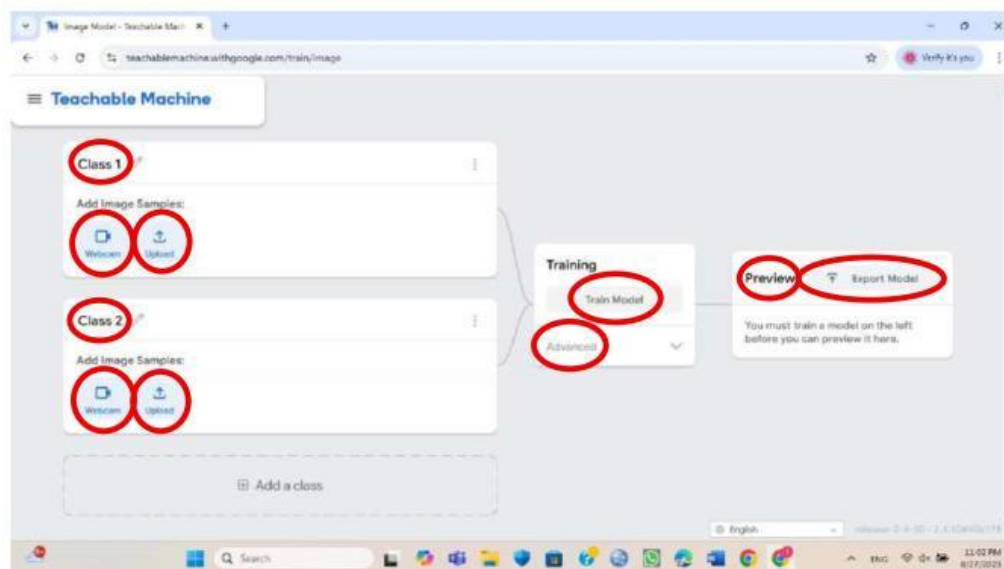 Image Model - Teachable Mach
teachablemachine.withgoogle.com/train/image
Verify it's you
Teachable Machine
Class 1
Add Image Samples:
Webcam
Upload
Class 2
Add Image Samples:
Webcam
Upload
Add a class
Training
Train Model
Advanced
Preview
Export Model
You must train a model on the left
before you can preview it here.
English
Search
ENG
11:02 PM